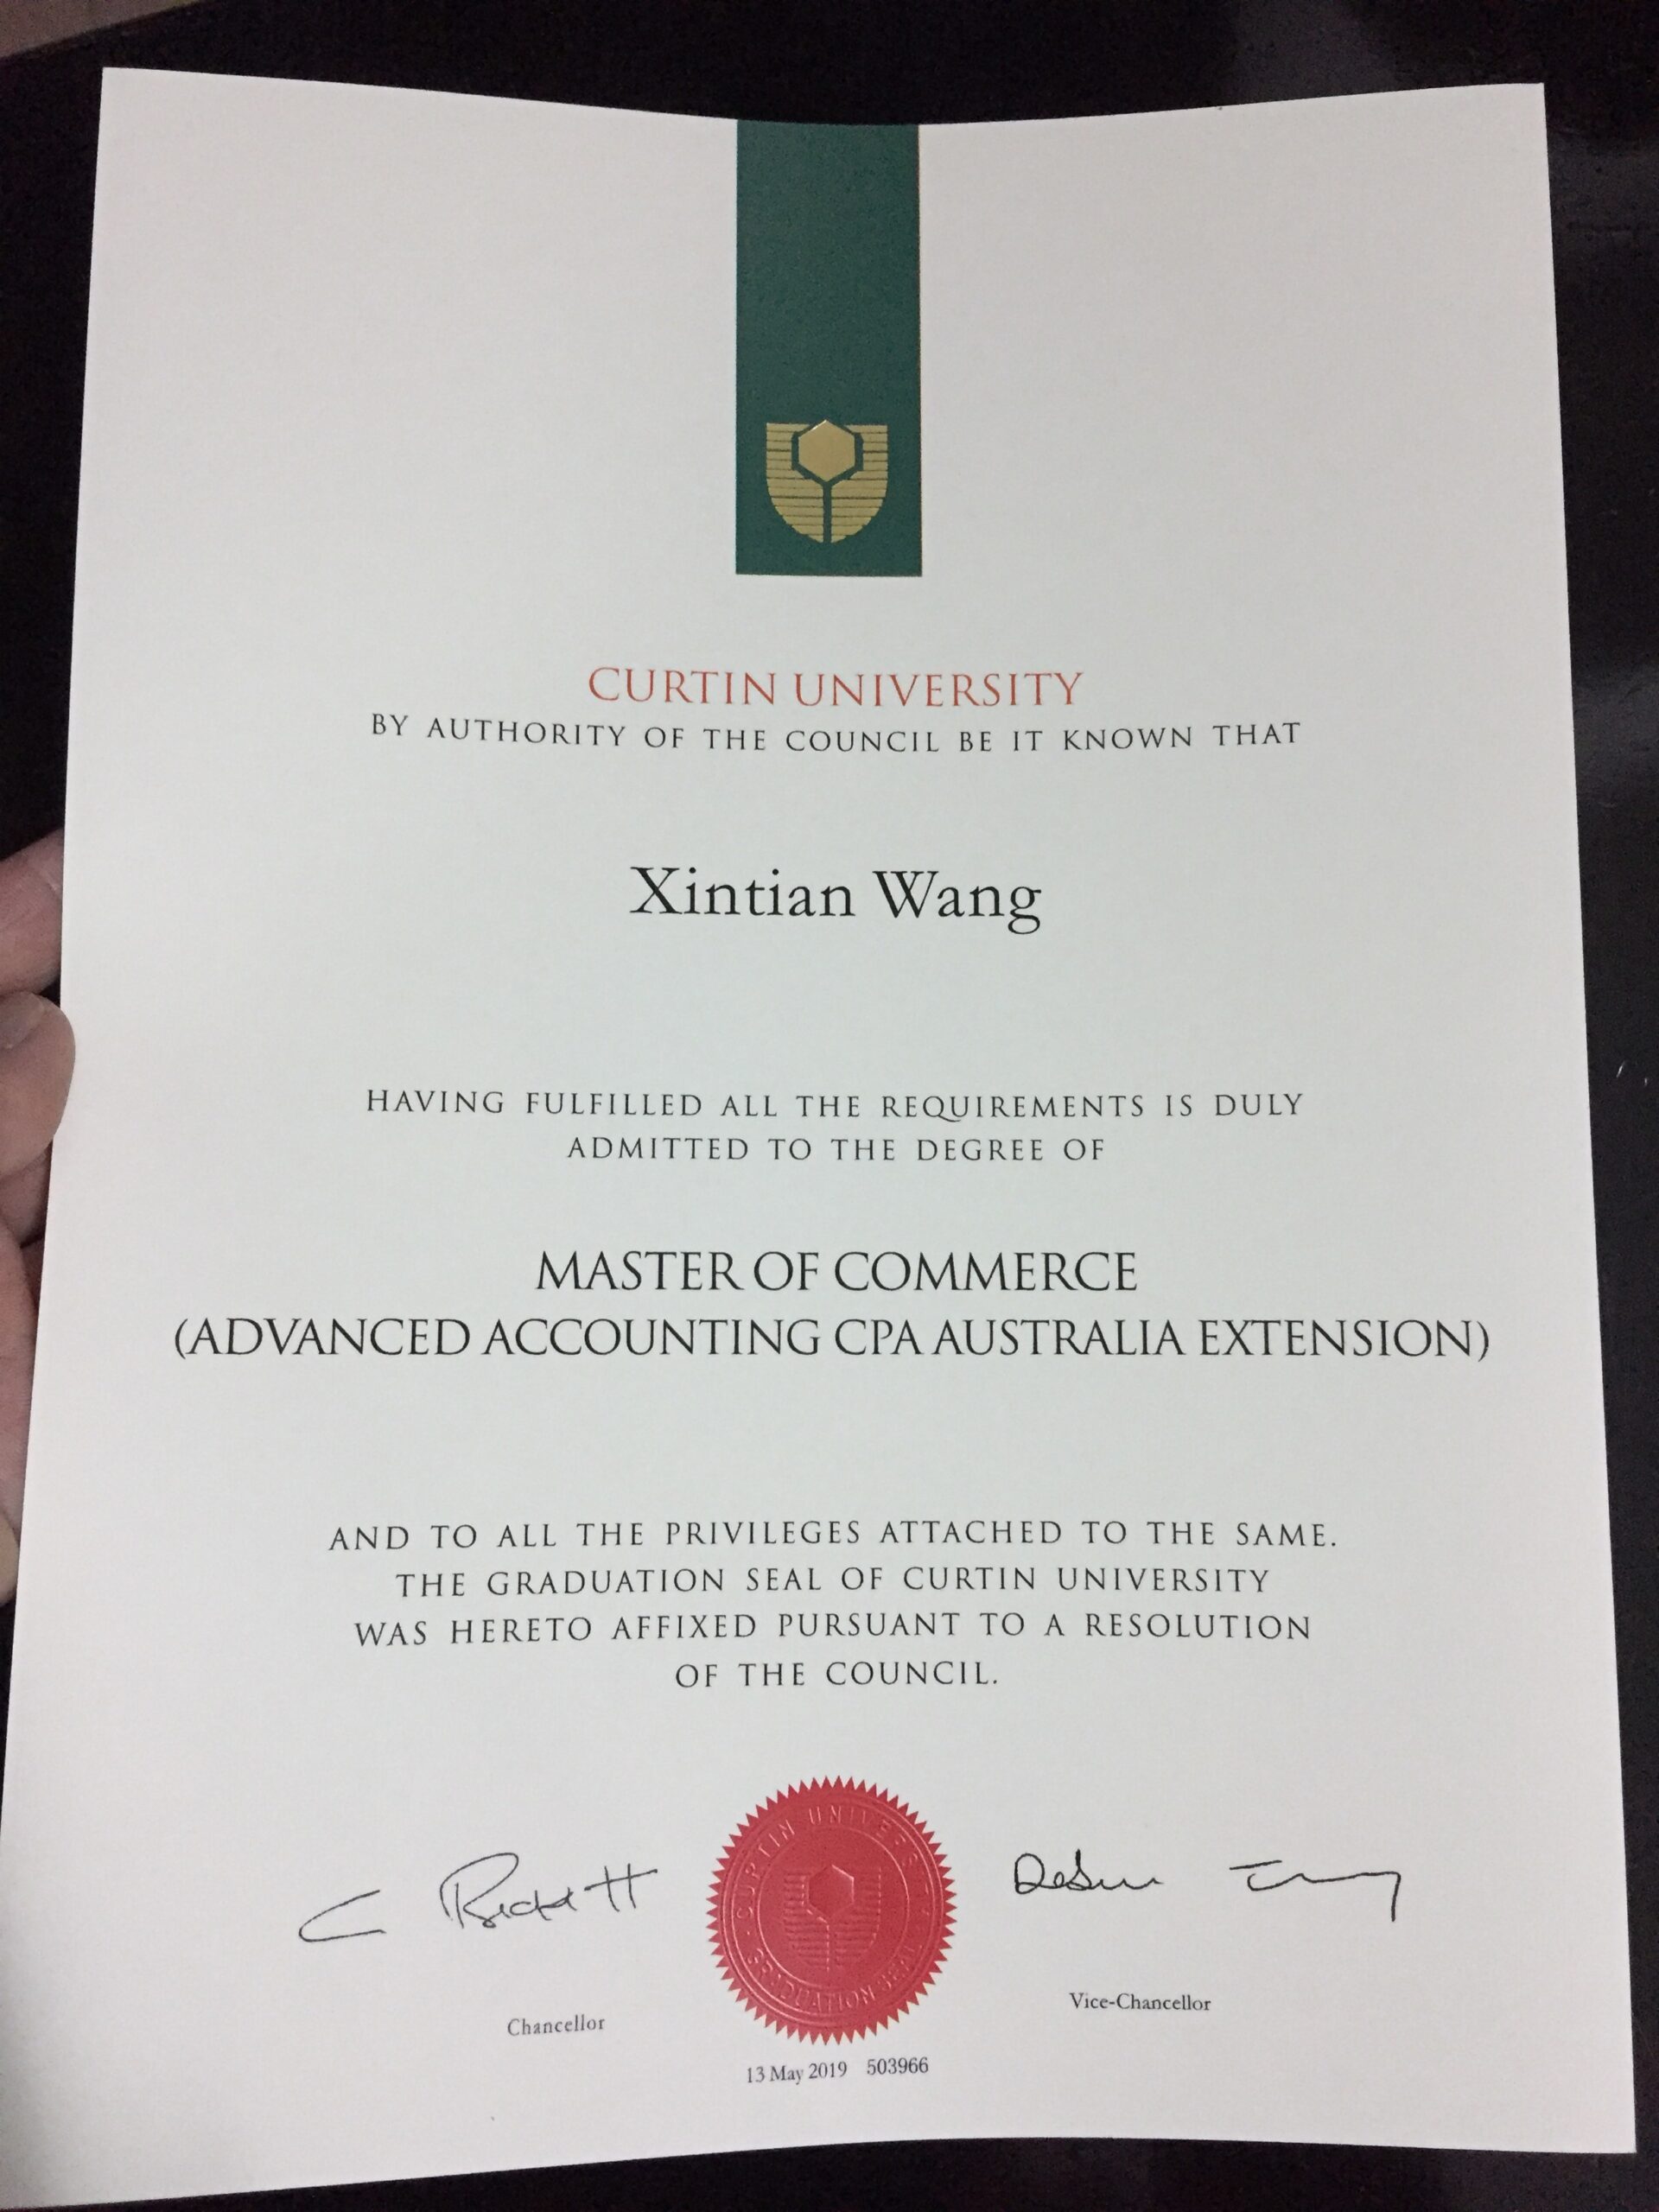 CURTIN UNIVERSITY
BY AUTHORITY OF THE COUNCIL BE IT KNOWN THAT
Xintian Wang
HAVING FULFILLED ALL THE REQUIREMENTS IS DULY
ADMITTED TO THE DEGREE OF
MASTER OF COMMERCE
(ADVANCED ACCOUNTING CPA AUSTRALIA EXTENSION)
AND TO ALL THE PRIVILEGES ATTACHED TO THE SAME.
THE GRADUATION SEAL OF CURTIN UNIVERSITY
WAS HERETO AFFIXED PURSUANT TO A RESOLUTION
OF THE COUNCIL.
CURTIN
GRADUATION SEAL
Chancellor
Vice-Chancellor
13 May 2019 503966